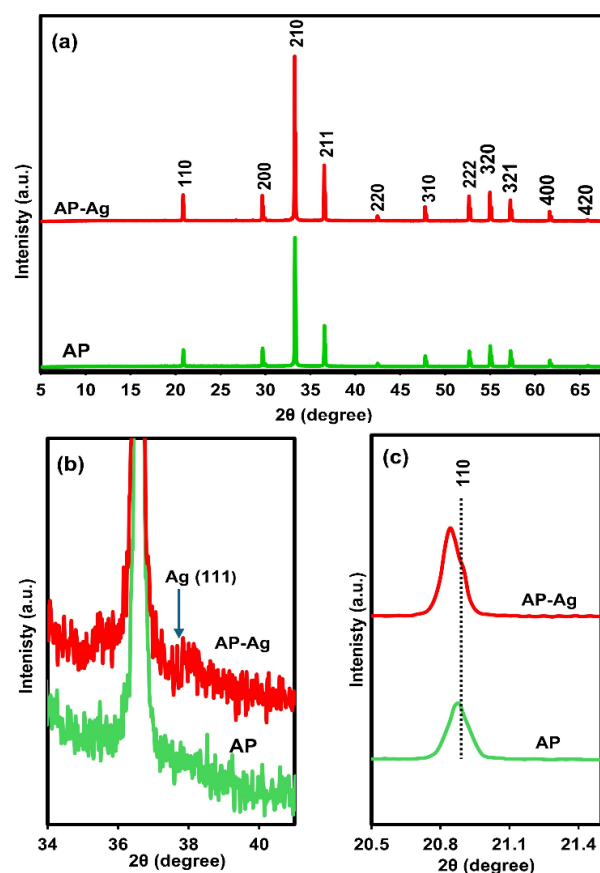 (a)
210
211
110
200
220
310
222
320
321
400
420
AP-Ag
AP
Intenisty (a.u.)
5 10 15 20 25 30 35 40 45 50 55 60 65
2θ (degree)
(b)
Ag (111)
AP-Ag
AP
Intenisty (a.u.)
34 36 38 40
2θ (degree)
(c)
110
AP-Ag
AP
Intenisty (a.u.)
20.5 20.8 21.1 21.4
2θ (degree)